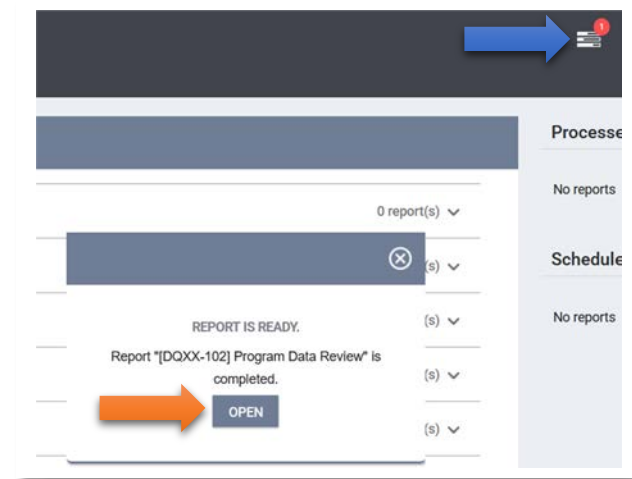 1
Processe
No reports
0 report(s)
Schedule
(s)
REPORT IS READY.
(s)
No reports
Report "[DQXX-102] Program Data Review" is
completed.
(s)
OPEN
(s)